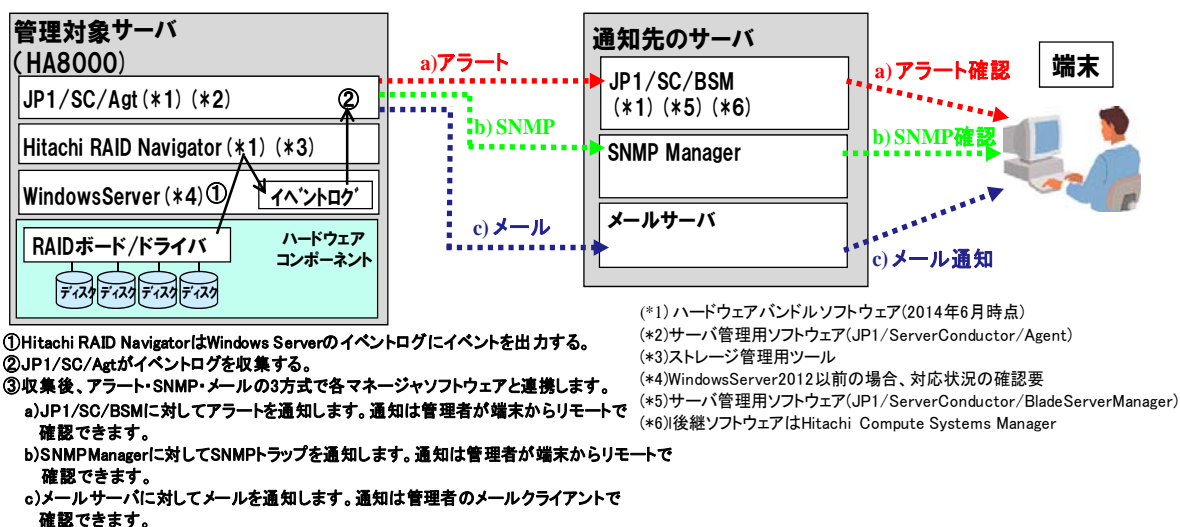 管理対象サーバ
(HA8000)
JP1/SC/Agt(*1)(*2)
②
Hitachi RAID Navigator(*1)(*3)
WindowsServer(*4)①
イベントログ
RAIDボード/ドライバ
ハードウェア
コンポーネント
ディスク
ディスク
ディスク
ディスク
a)アラート
b)SNMP
c)メール
通知先のサーバ
JP1/SC/BSM
(*1)(*5)(*6)
SNMP Manager
メールサーバ
a)アラート確認
b)SNMP確認
c)メール通知
端末
①Hitachi RAID NavigatorはWindows Serverのイベントログにイベントを出力する。
②JP1/SC/Agtがイベントログを収集する。
③収集後、アラート・SNMP・メールの3方式で各マネージャソフトウェアと連携します。
a)JP1/SC/BSMに対してアラートを通知します。通知は管理者が端末からリモートで
確認できます。
b)SNMPManagerに対してSNMPトラップを通知します。通知は管理者が端末からリモートで
確認できます。
c)メールサーバに対してメールを通知します。通知は管理者のメールクライアントで
確認できます。
(*1)ハードウェアバンドルソフトウェア(2014年6月時点)
(*2)サーバ管理用ソフトウェア(JP1/ServerConductor/Agent)
(*3)ストレージ管理用ツール
(*4)WindowsServer2012以前の場合、対応状況の確認要
(*5)サーバ管理用ソフトウェア(JP1/ServerConductor/BladeServerManager)
(*6)l後継ソフトウェアはHitachi Compute Systems Manager